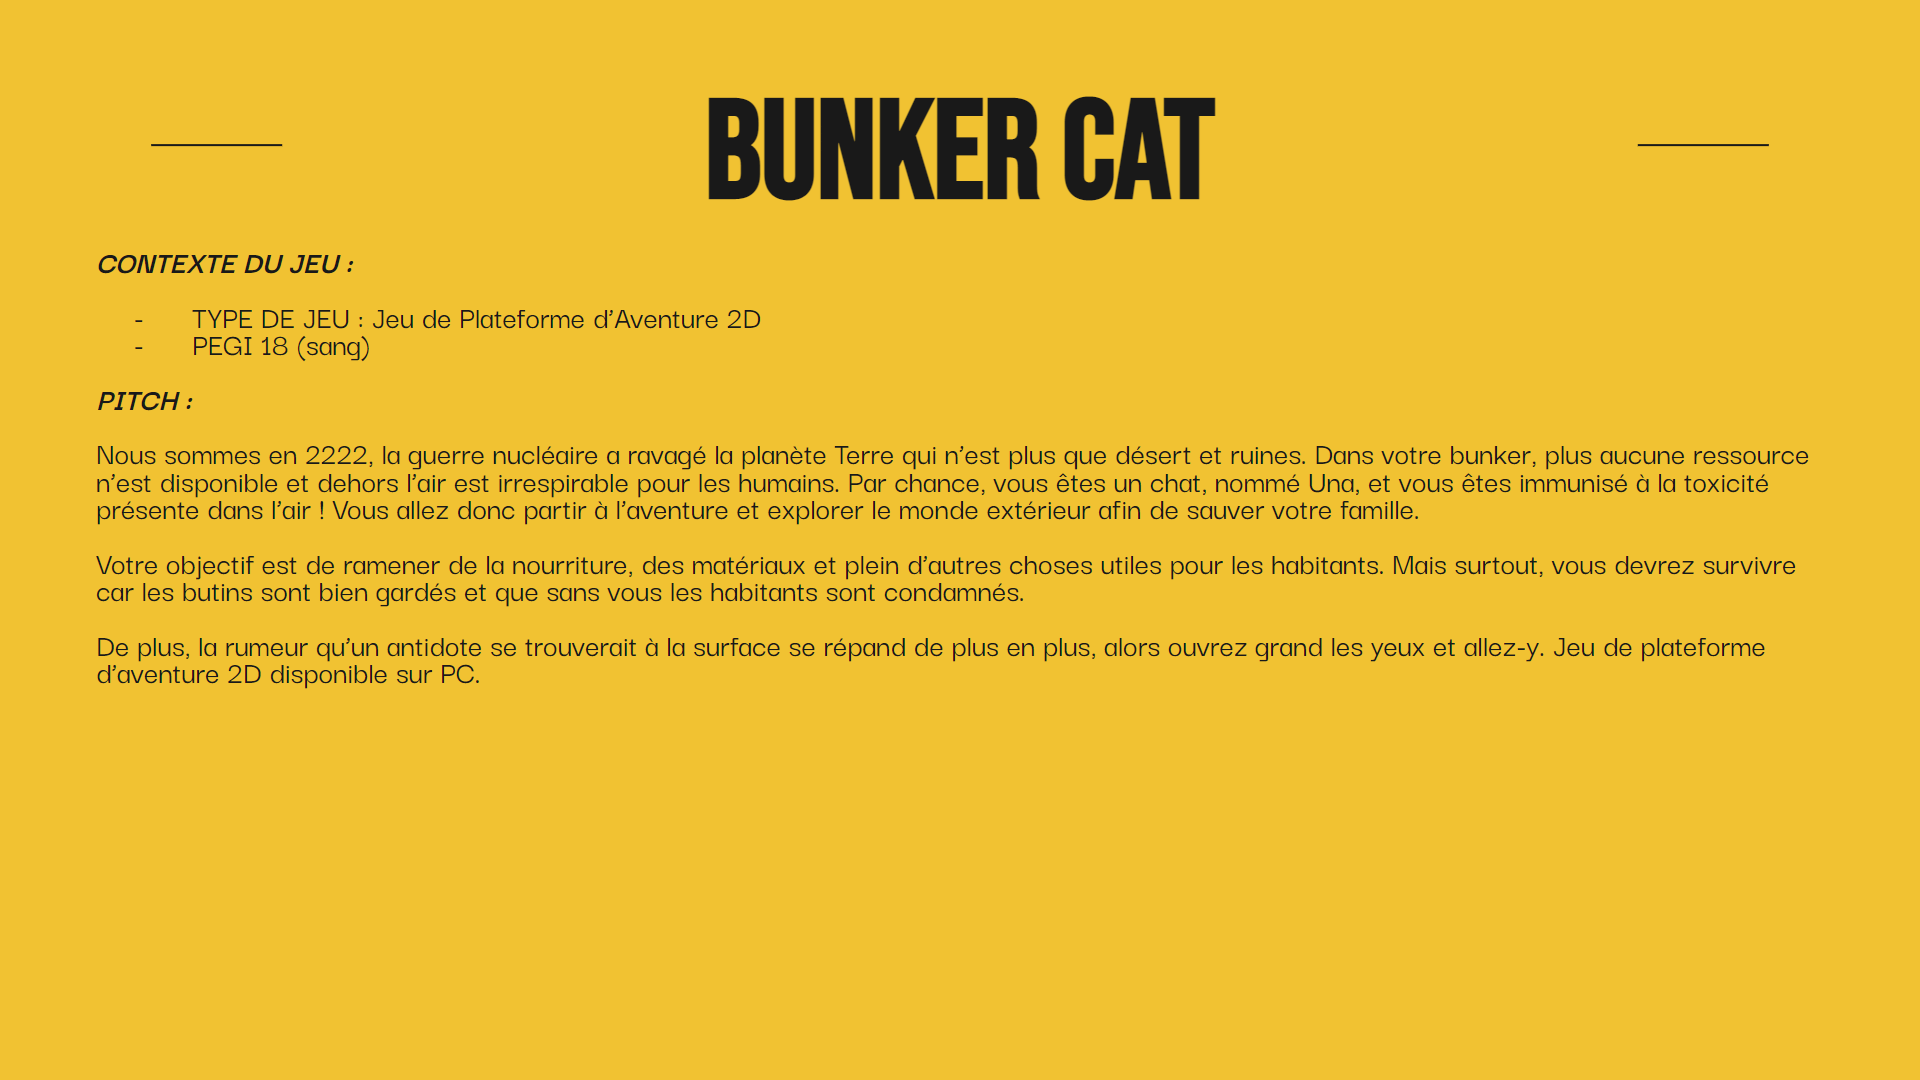 BUNKER CAT
CONTEXTE DU JEU :
- TYPE DE JEU : Jeu de Plateforme d’Aventure 2D
- PEGI 18 (sang)
PITCH :
Nous sommes en 2222, la guerre nucléaire a ravagé la planète Terre qui n’est plus que désert et ruines. Dans votre bunker, plus aucune ressource
n’est disponible et dehors l’air est irrespirable pour les humains. Par chance, vous êtes un chat, nommé Una, et vous êtes immunisé à la toxicité
présente dans l’air ! Vous allez donc partir à l’aventure et explorer le monde extérieur afin de sauver votre famille.
Votre objectif est de ramener de la nourriture, des matériaux et plein d’autres choses utiles pour les habitants. Mais surtout, vous devrez survivre
car les butins sont bien gardés et que sans vous les habitants sont condamnés.
De plus, la rumeur qu’un antidote se trouverait à la surface se répand de plus en plus, alors ouvrez grand les yeux et allez-y. Jeu de plateforme
d’aventure 2D disponible sur PC.